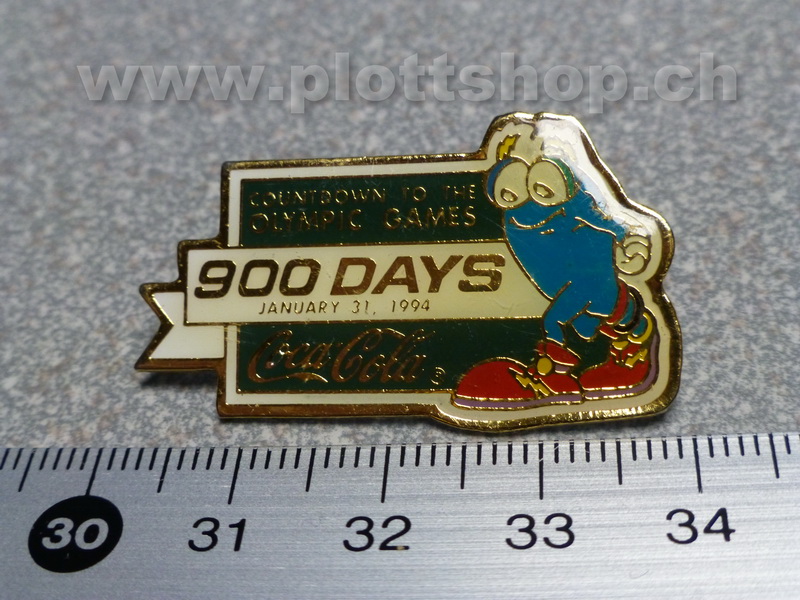 www.plottshop.ch
COUNTDOWN TO THE
OLYMPIC GAMES
900 DAYS
JANUARY 31, 1994
Coca-Cola ®
30 31 32 33 34